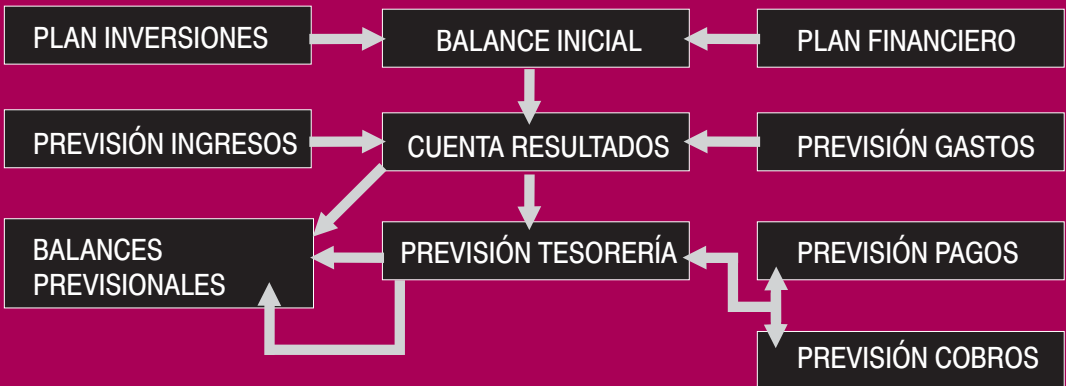 PLAN INVERSIONES
BALANCE INICIAL
PLAN FINANCIERO
PREVISIÓN INGRESOS
CUENTA RESULTADOS
PREVISIÓN GASTOS
BALANCES
PREVISIONALES
PREVISIÓN TESORERÍA
PREVISIÓN PAGOS
PREVISIÓN COBROS